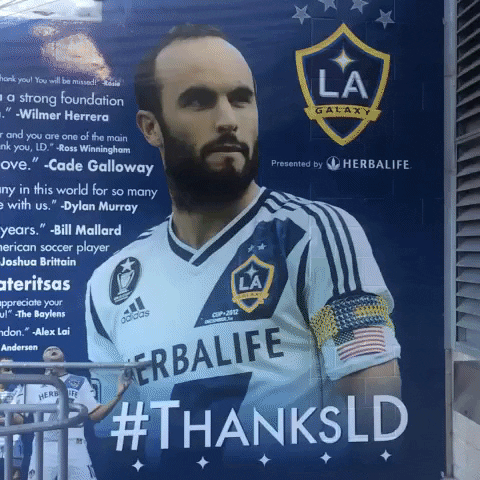 hank you! You will be missed!" -Rosie
a strong foundation
." -Wilmer Herrera
r and you are one of the main
nk you, LD." -Ross Winningham
ove." -Cade Galloway
ny in this world for so many
e with us." -Dylan Murray
years." -Bill Mallard
merican soccer player
Joshua Brittain
ateritsas
appreciate your
u!" -The Baylens
ndon." -Alex Lai
Andersen
LA
GALAXY
Presented by HERBALIFE
adidas
LA
GALAXY
CUP•2012
HERBALIFE
#THANKSLD